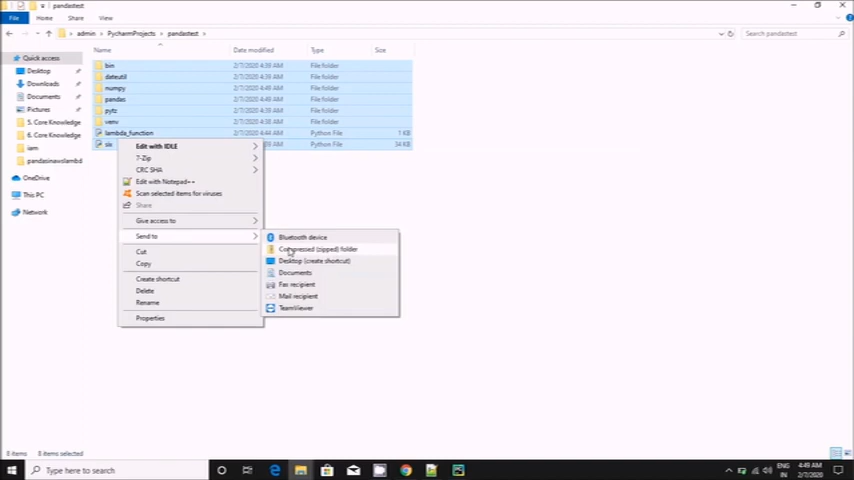 pandastest
File Home Share View
admin PycharmProjects pandastest
Search pandastest
Name Date modified Type Size
Quick access
Desktop
Downloads
Documents
Pictures
5. Core Knowledge
6. Core Knowledge
iam
pandasinawslambd
OneDrive
This PC
Network
bin 2/7/2020 4:39 AM File folder
dateutil 2/7/2020 4:39 AM File folder
numpy 2/7/2020 4:49 AM File folder
pandas 2/7/2020 4:49 AM File folder
pytz 2/7/2020 4:39 AM File folder
venv 2/7/2020 4:38 AM File folder
lambda_function 2/7/2020 4:44 AM Python File 1 KB
six 39 AM Python File 34 KB
Edit with IDLE
7-Zip
CRC SHA
Edit with Notepad++
Scan selected items for viruses
Share
Give access to
Send to
Cut
Copy
Create shortcut
Delete
Rename
Properties
Bluetooth device
Compressed (zipped) folder
Desktop (create shortcut)
Documents
Fax recipient
Mail recipient
TeamViewer
8 items 8 items selected
Type here to search
ENG
IN
4:49 AM
2/7/2020